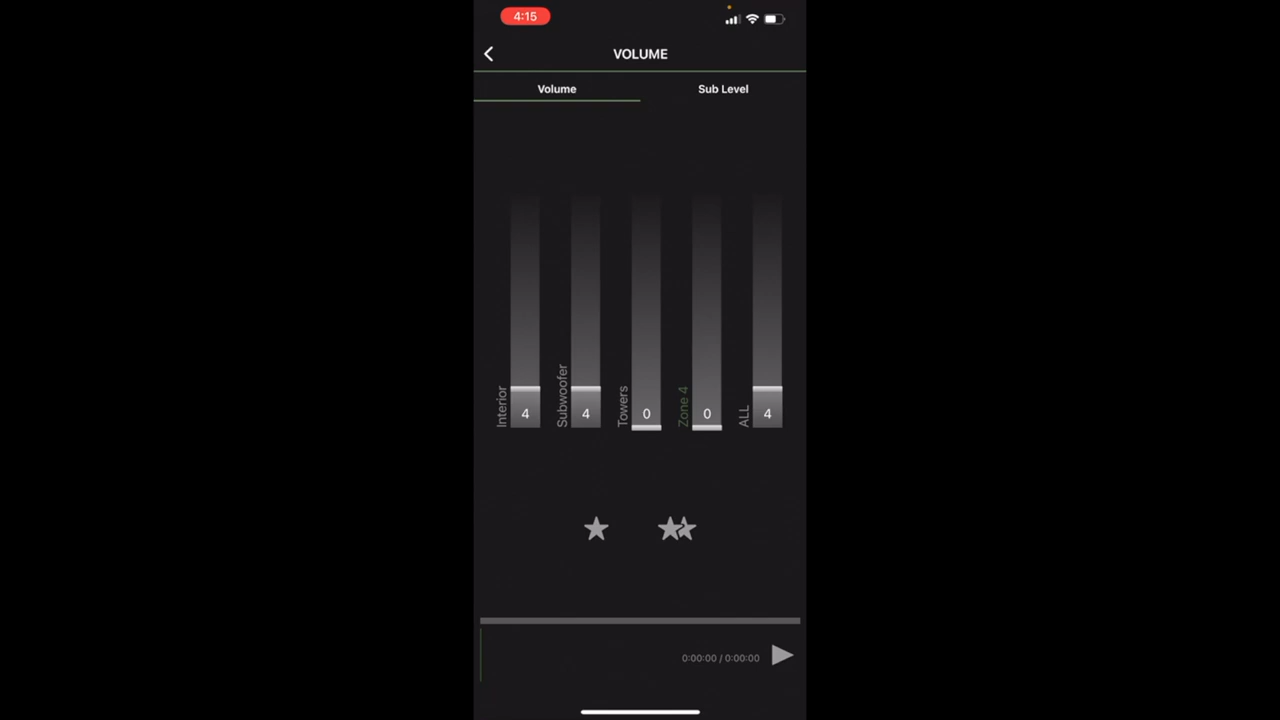 4:15
VOLUME
Volume
Sub Level
Interior
4
Subwoofer
4
Towers
0
Zone 4
0
ALL
4
0:00:00 / 0:00:00